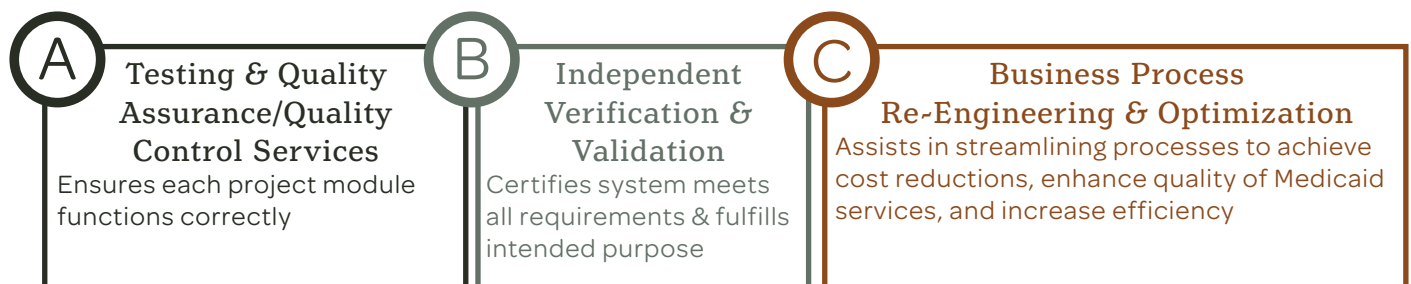 A
Testing & Quality
Assurance/Quality
Control Services
Ensures each project module
functions correctly
B
Independent
Verification &
Validation
Certifies system meets
all requirements & fulfills
intended purpose
C
Business Process
Re-Engineering & Optimization
Assists in streamlining processes to achieve
cost reductions, enhance quality of Medicaid
services, and increase efficiency